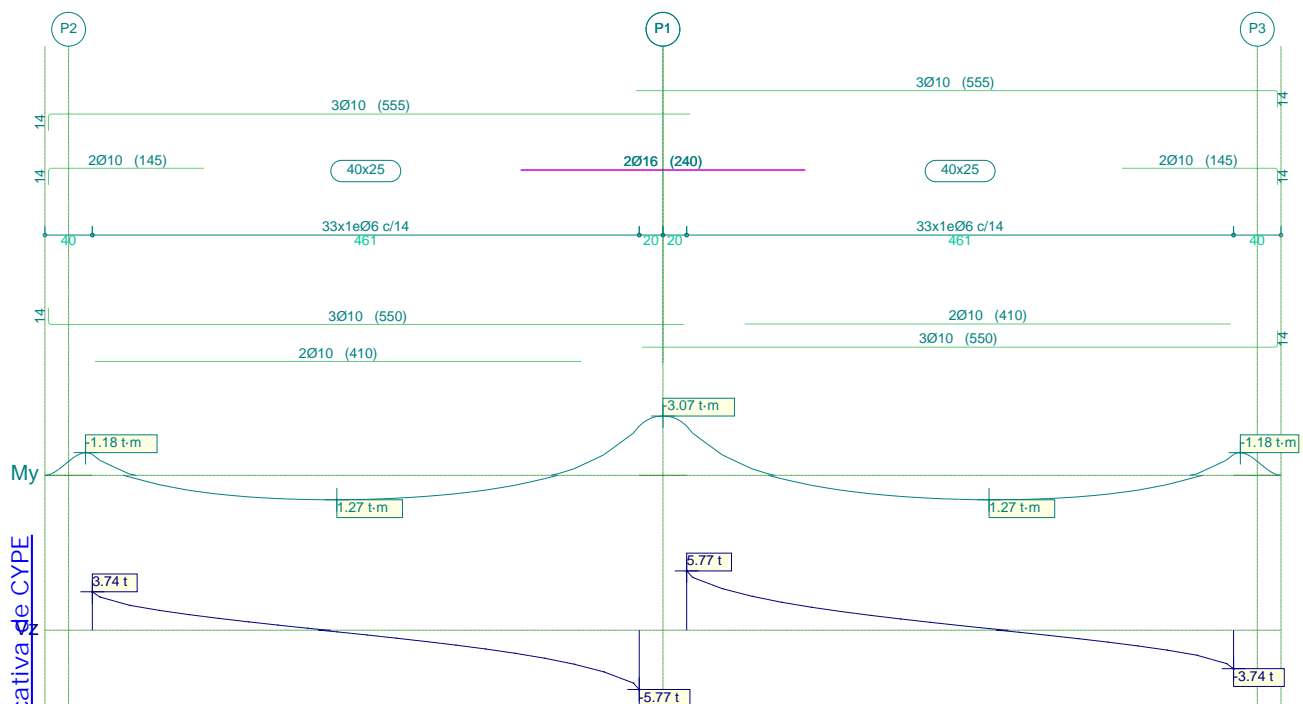 P2 P1 P3
3Ø10 (555)
3Ø10 (555)
14
14
2Ø10 (145) 40x25 2Ø16 (240) 40x25 2Ø10 (145)
14 14
33x1eØ6 c/14 33x1eØ6 c/14
40 461 20 20 461 40
3Ø10 (550) 2Ø10 (410)
14
3Ø10 (550)
14
2Ø10 (410)
-3.07 t·m
-1.18 t·m -1.18 t·m
My
1.27 t·m 1.27 t·m
5.77 t
3.74 t
-3.74 t
-5.77 t
cativa de CYPE